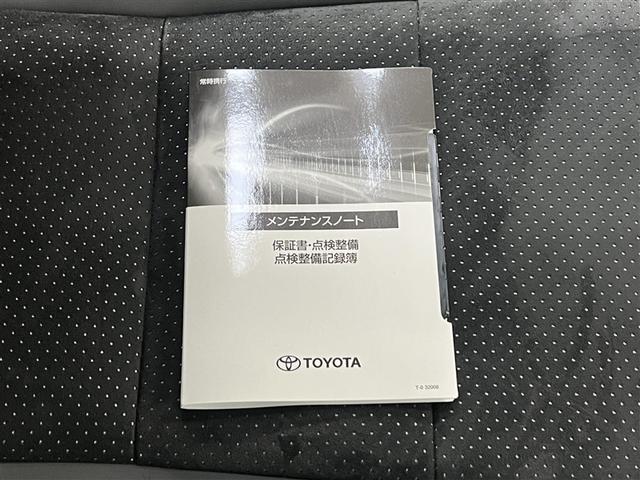 常時携行
メンテナンスノート
保証書・点検整備
点検整備記録簿
TOYOTA
T-0 32008